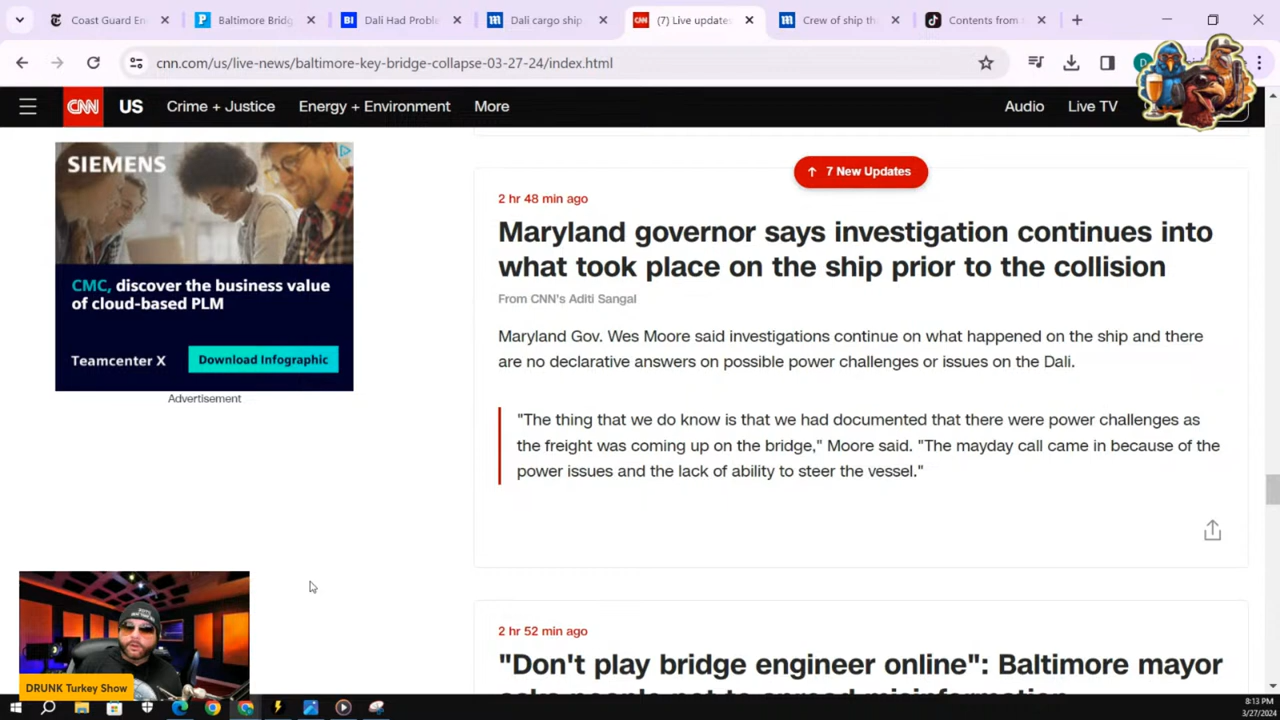 Coast Guard En
Baltimore Bridg
Dali Had Proble
Dali cargo ship
(7) Live updates
Crew of ship th
Contents from
cnn.com/us/live-news/baltimore-key-bridge-collapse-03-27-24/index.html
CNN US Crime + Justice Energy + Environment More Audio Live TV
SIEMENS
CMC, discover the business value
of cloud-based PLM
Teamcenter X Download Infographic
Advertisement
7 New Updates
2 hr 48 min ago
Maryland governor says investigation continues into
what took place on the ship prior to the collision
From CNN's Aditi Sangal
Maryland Gov. Wes Moore said investigations continue on what happened on the ship and there
are no declarative answers on possible power challenges or issues on the Dali.
"The thing that we do know is that we had documented that there were power challenges as
the freight was coming up on the bridge," Moore said. "The mayday call came in because of the
power issues and the lack of ability to steer the vessel."
2 hr 52 min ago
"Don't play bridge engineer online": Baltimore mayor
DRUNK Turkey Show
8:13 PM
3/27/2024